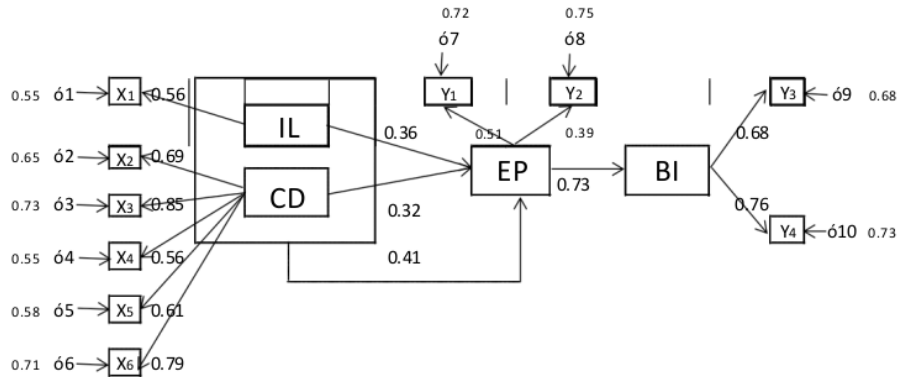 0.72 0.75
ó7 ó8
0.55 ó1 X1 0.56 Y1 Y2 Y3 ó9 0.68
IL 0.36 0.51 0.39 0.68
0.65 ó2 X2 0.69 EP BI
CD 0.73
0.73 ó3 X3 0.85 0.32 0.76
Y4 ó10 0.73
0.55 ó4 X4 0.56 0.41
0.58 ó5 X5 0.61
0.71 ó6 X6 0.79